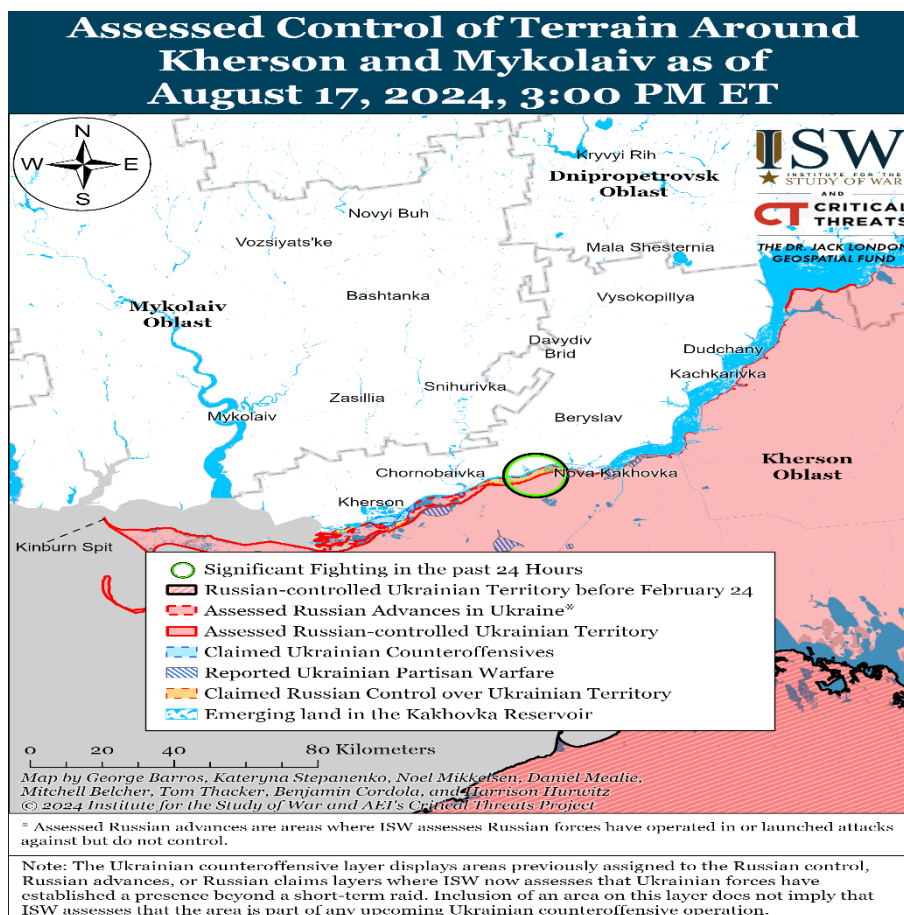 Assessed Control of Terrain Around
Kherson and Mykolaiv as of
August 17, 2024, 3:00 PM ET
N
W E
S
ISW
INSTITUTE FOR THE
STUDY OF WAR
AND
CT CRITICAL
THREATS
THE DR. JACK LONDON
GEOSPATIAL FUND
Kryvyi Rih
Dnipropetrovsk
Oblast
Novyi Buh
Vozsiyats'ke
Mala Shesternia
Bashtanka
Vysokopillya
Mykolaiv
Oblast
Davydiv
Brid
Dudchany
Kachkarivka
Snihurivka
Zasillia
Mykolaiv
Beryslav
Kherson
Oblast
Chornobaivka
Nova Kakhovka
Kherson
Kinburn Spit
Significant Fighting in the past 24 Hours
Russian-controlled Ukrainian Territory before February 24
Assessed Russian Advances in Ukraine*
Assessed Russian-controlled Ukrainian Territory
Claimed Ukrainian Counteroffensives
Reported Ukrainian Partisan Warfare
Claimed Russian Control over Ukrainian Territory
Emerging land in the Kakhovka Reservoir
0 20 40 80 Kilometers
Map by George Barros, Kateryna Stepanenko, Noel Mikkelsen, Daniel Mealie,
Mitchell Belcher, Tom Thacker, Benjamin Cordola, and Harrison Hurwitz
© 2024 Institute for the Study of War and AEI's Critical Threats Project
* Assessed Russian advances are areas where ISW assesses Russian forces have operated in or launched attacks
against but do not control.
Note: The Ukrainian counteroffensive layer displays areas previously assigned to the Russian control,
Russian advances, or Russian claims layers where ISW now assesses that Ukrainian forces have
established a presence beyond a short-term raid. Inclusion of an area on this layer does not imply that
ISW assesses that the area is part of any upcoming Ukrainian counteroffensive operation.